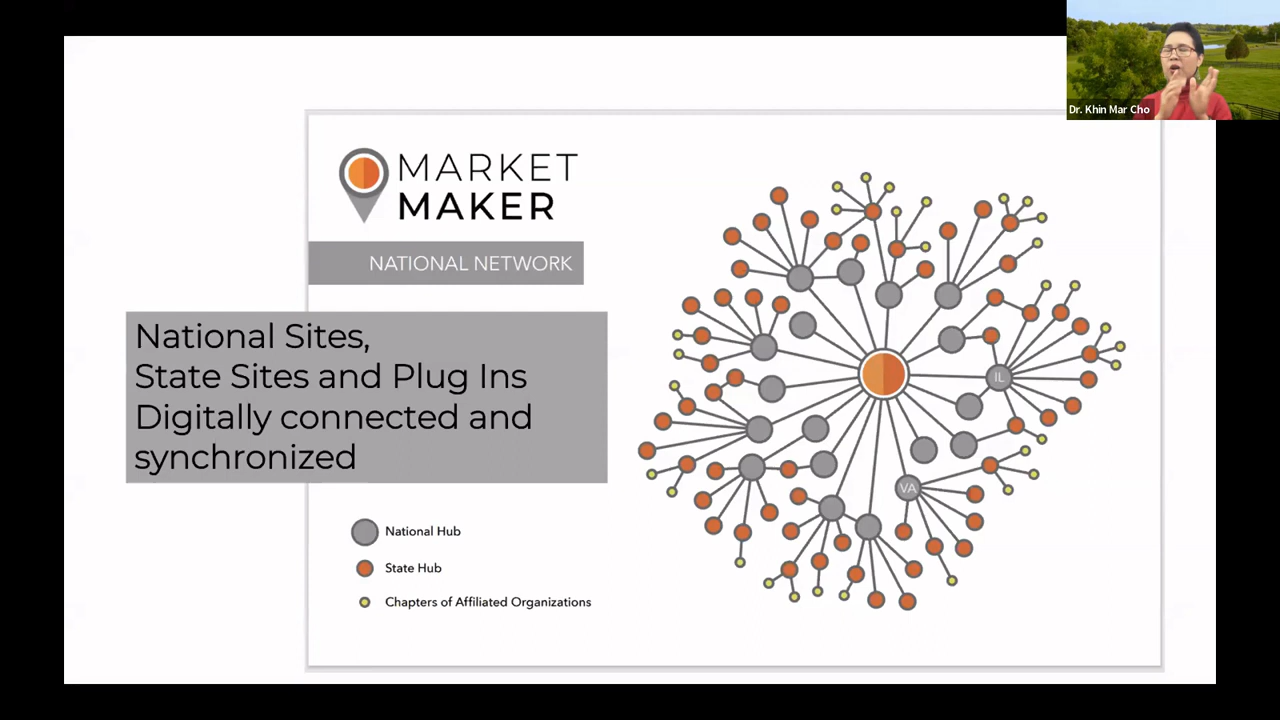 Dr. Khin Mar Cho
MARKET
MAKER
NATIONAL NETWORK
National Sites,
State Sites and Plug Ins
Digitally connected and
synchronized
National Hub
State Hub
Chapters of Affiliated Organizations
IL
VA